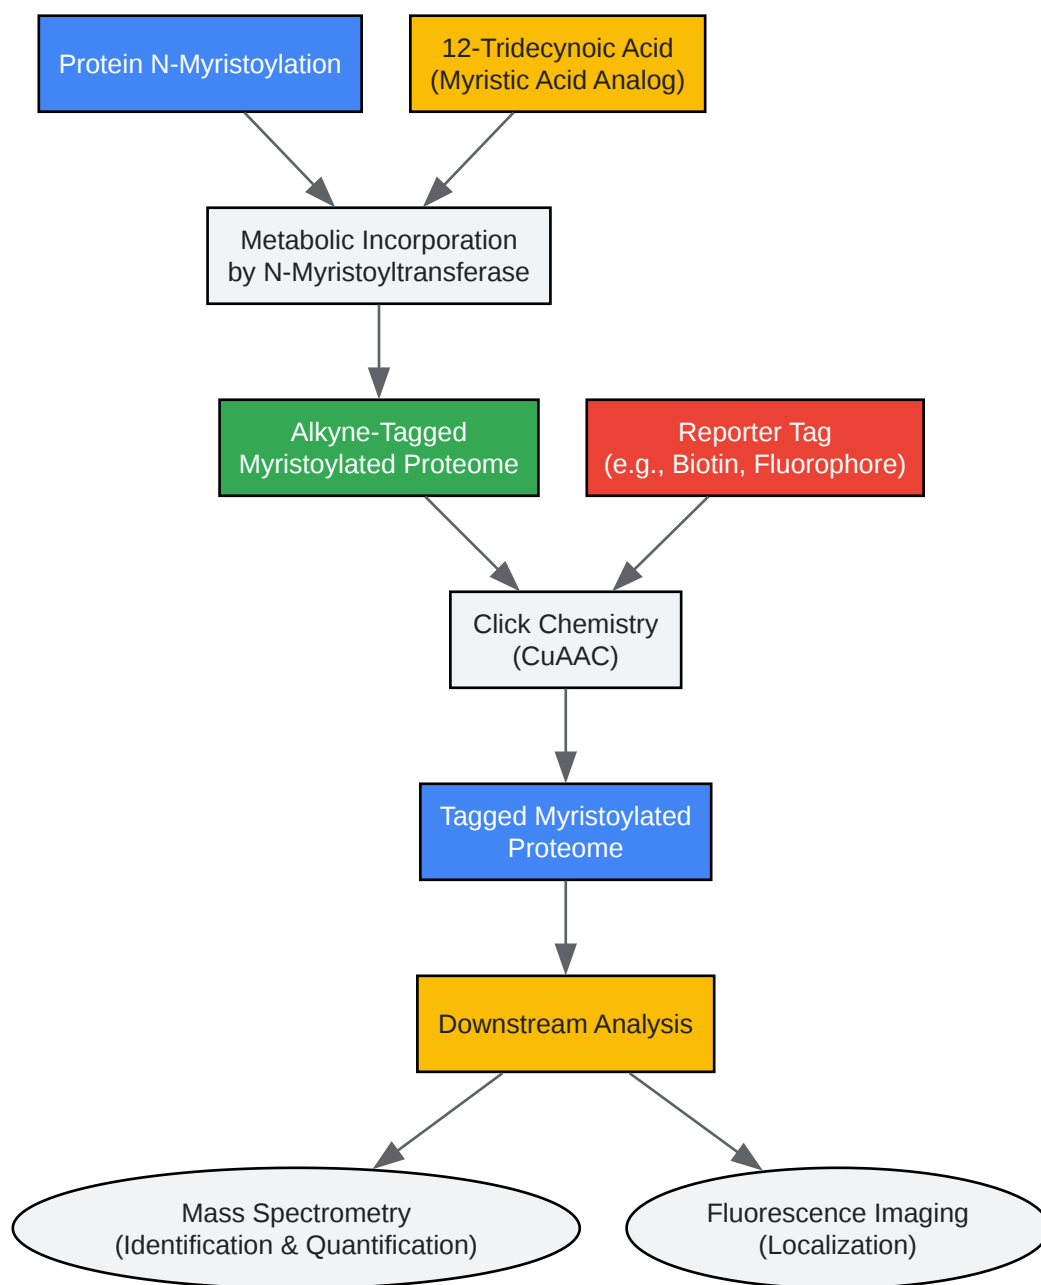 Protein N-Myristoylation
12-Tridecynoic Acid
(Myristic Acid Analog)
Metabolic Incorporation
by N-Myristoyltransferase
Alkyne-Tagged
Myristoylated Proteome
Reporter Tag
(e.g., Biotin, Fluorophore)
Click Chemistry
(CuAAC)
Tagged Myristoylated
Proteome
Downstream Analysis
Mass Spectrometry
(Identification & Quantification)
Fluorescence Imaging
(Localization)